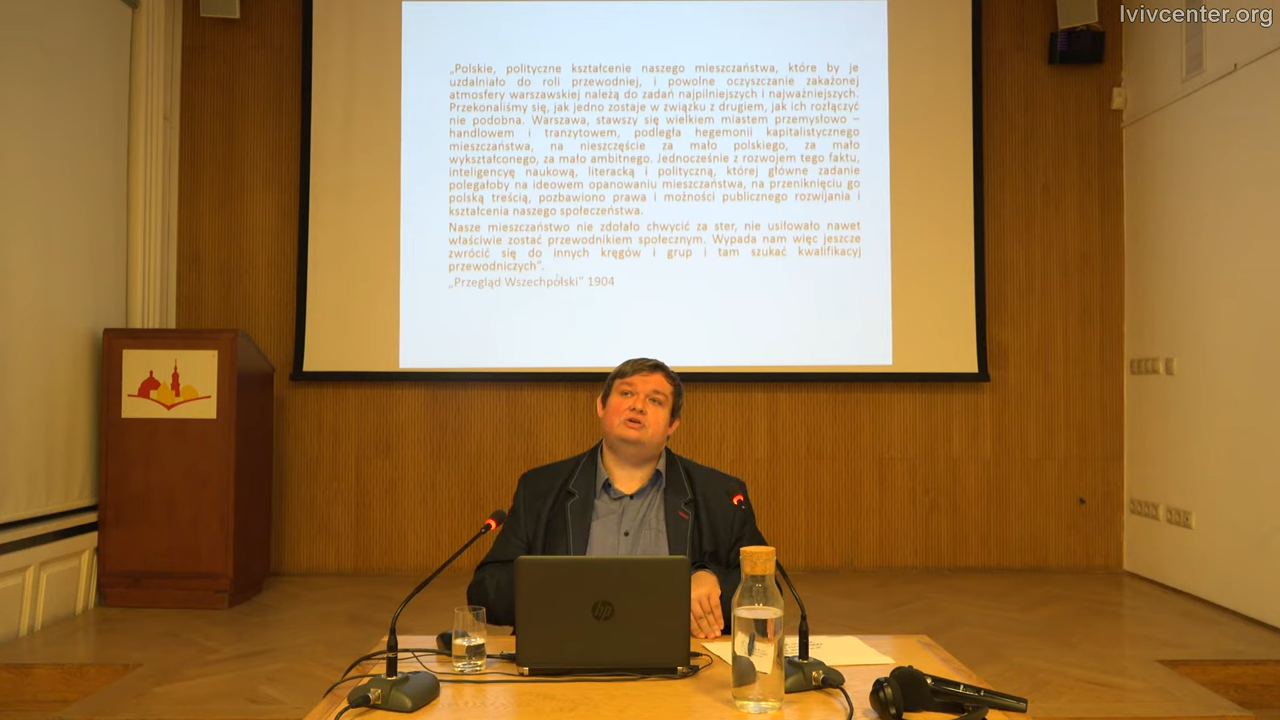 lvivcenter.org
„Polskie, polityczne kształcenie naszego mieszczaństwa, które by je
uzdalniało do roli przewodniej, i powolne oczyszczanie zakażonej
atmosfery warszawskiej należą do zadań najpilniejszych i najważniejszych.
Przekonaliśmy się, jak jedno zostaje w związku z drugiem, jak ich rozłączyć
nie podobna. Warszawa, stawszy się wielkiem miastem przemysłowo –
handlowem i tranzytowem, podległa hegemonii kapitalistycznego
mieszczaństwa, na nieszczęście za mało polskiego, za mało
wykształconego, za mało ambitnego. Jednocześnie z rozwojem tego faktu,
inteligencyę naukową, literacką i polityczną, której główne zadanie
polegałoby na ideowem opanowaniu mieszczaństwa, na przeniknięciu go
polską treścią, pozbawiono prawa i możności publicznego rozwijania i
kształcenia naszego społeczeństwa.
Nasze mieszczaństwo nie zdołało chwycić za ster, nie usiłowało nawet
właściwie zostać przewodnikiem społecznym. Wypada nam więc jeszcze
zwrócić się do innych kręgów i grup i tam szukać kwalifikacyj
przewodniczych”.
„Przegląd Wszechpolski” 1904
hp